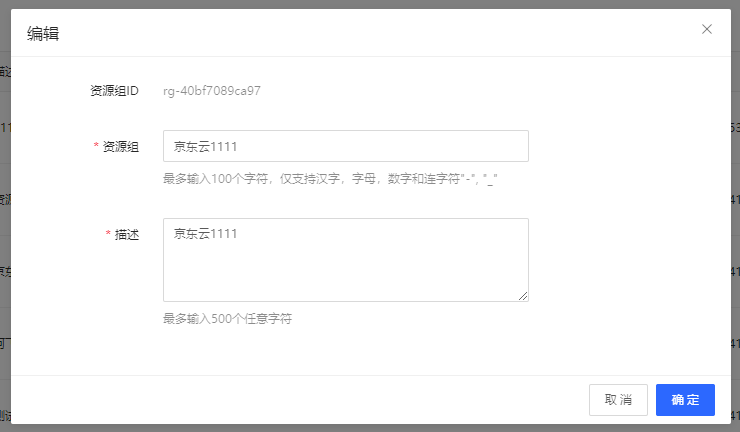 编辑
资源组ID rg-40bf7089ca97
* 资源组 京东云1111
最多输入100个字符，仅支持汉字，字母，数字和连字符"-", "_"
* 描述 京东云1111
最多输入500个任意字符
取消 确定